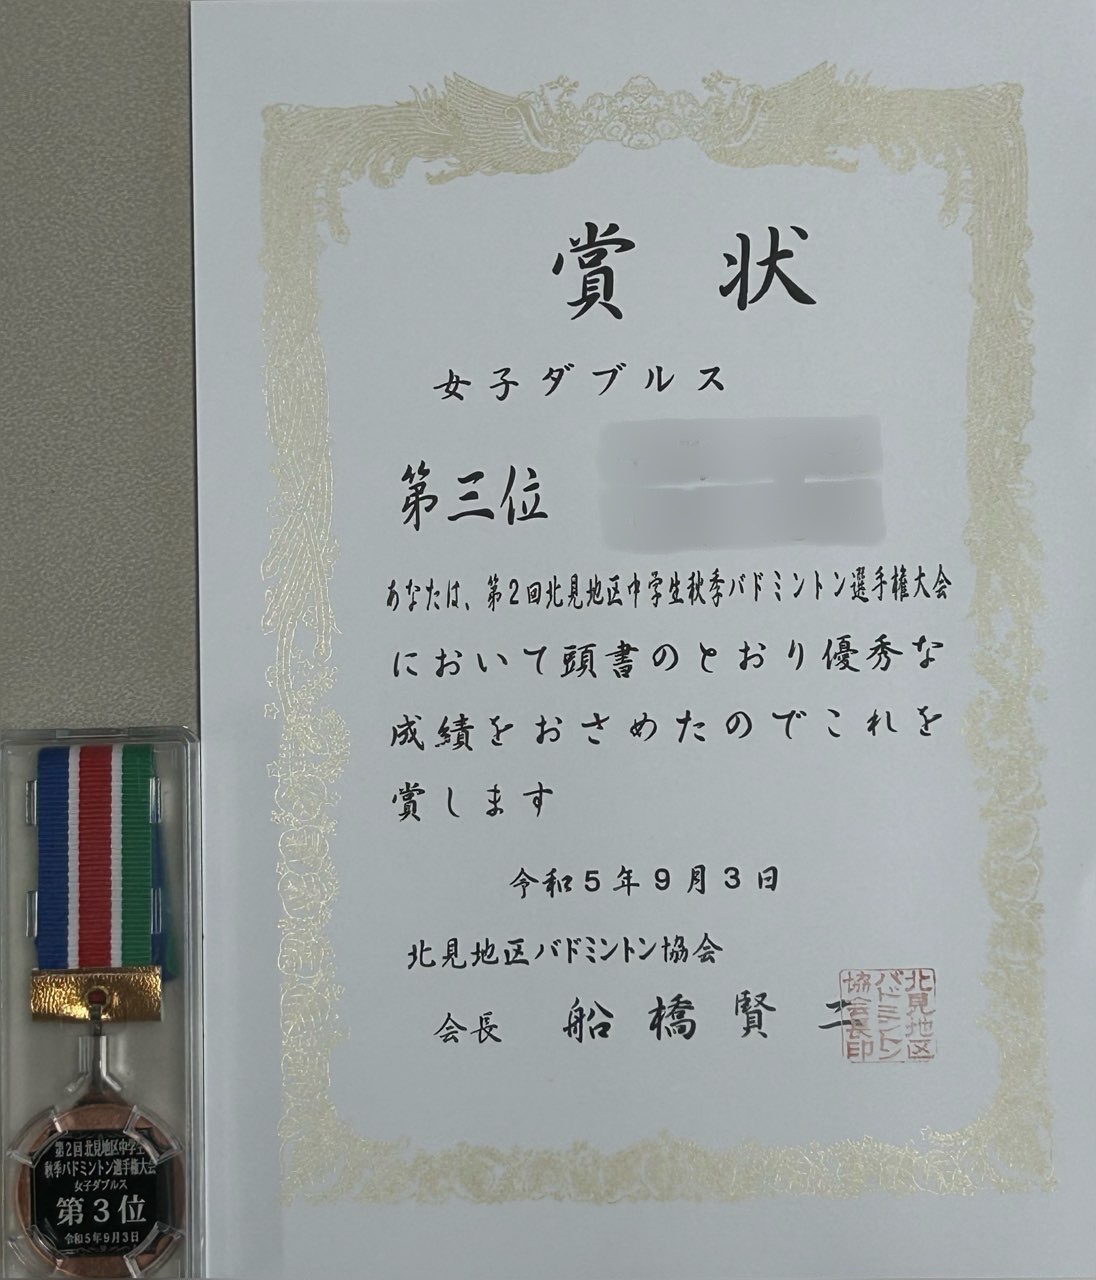 賞状
女子ダブルス
第三位
あなたは、第2回北見地区中学生秋季バドミントン選手権大会
において頭書のとおり優秀な
成績をおさめたのでこれを
賞します
令和5年9月3日
北見地区バドミントン協会
会長 船橋賢二
北見地区
バドミントン
協会長印
第2回北見地区中学生
秋季バドミントン選手権大会
女子ダブルス
第3位
令和5年9月3日